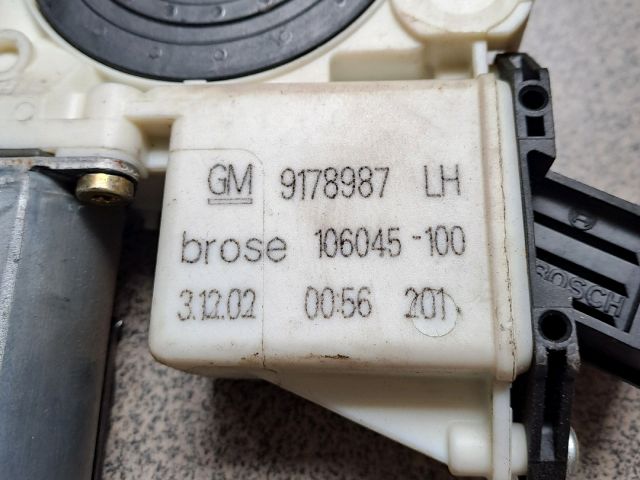 GM 9178987 LH
brose 106045-100
3.12.02 00:56 201
BOSCH